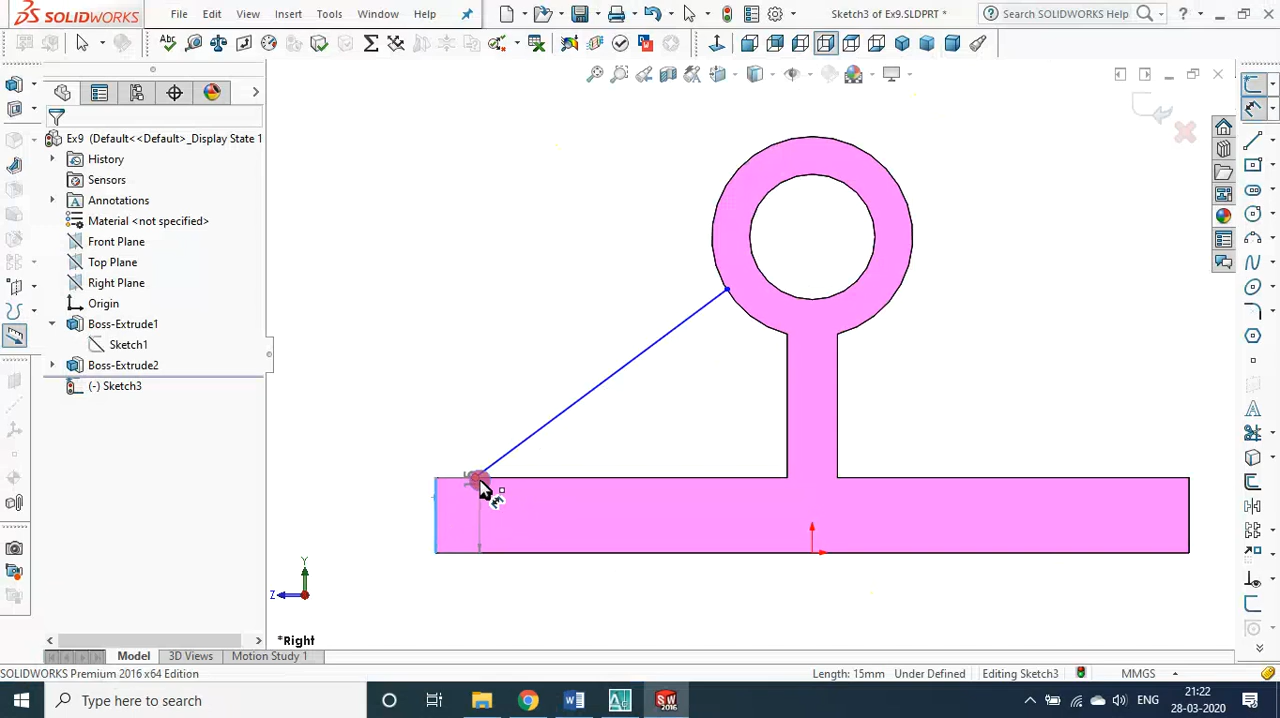 SOLIDWORKS File Edit View Insert Tools Window Help Sketch3 of Ex9.SLDPRT * Search SOLIDWORKS Help ?
Ex9 (Default<<Default>_Display State 1
History
Sensors
Annotations
Material <not specified>
Front Plane
Top Plane
Right Plane
Origin
Boss-Extrude1
Sketch1
Boss-Extrude2
(-) Sketch3
Y
Z
*Right
Model 3D Views Motion Study 1
SOLIDWORKS Premium 2016 x64 Edition Length: 15mm Under Defined Editing Sketch3 MMGS
Type here to search ENG 21:22
28-03-2020